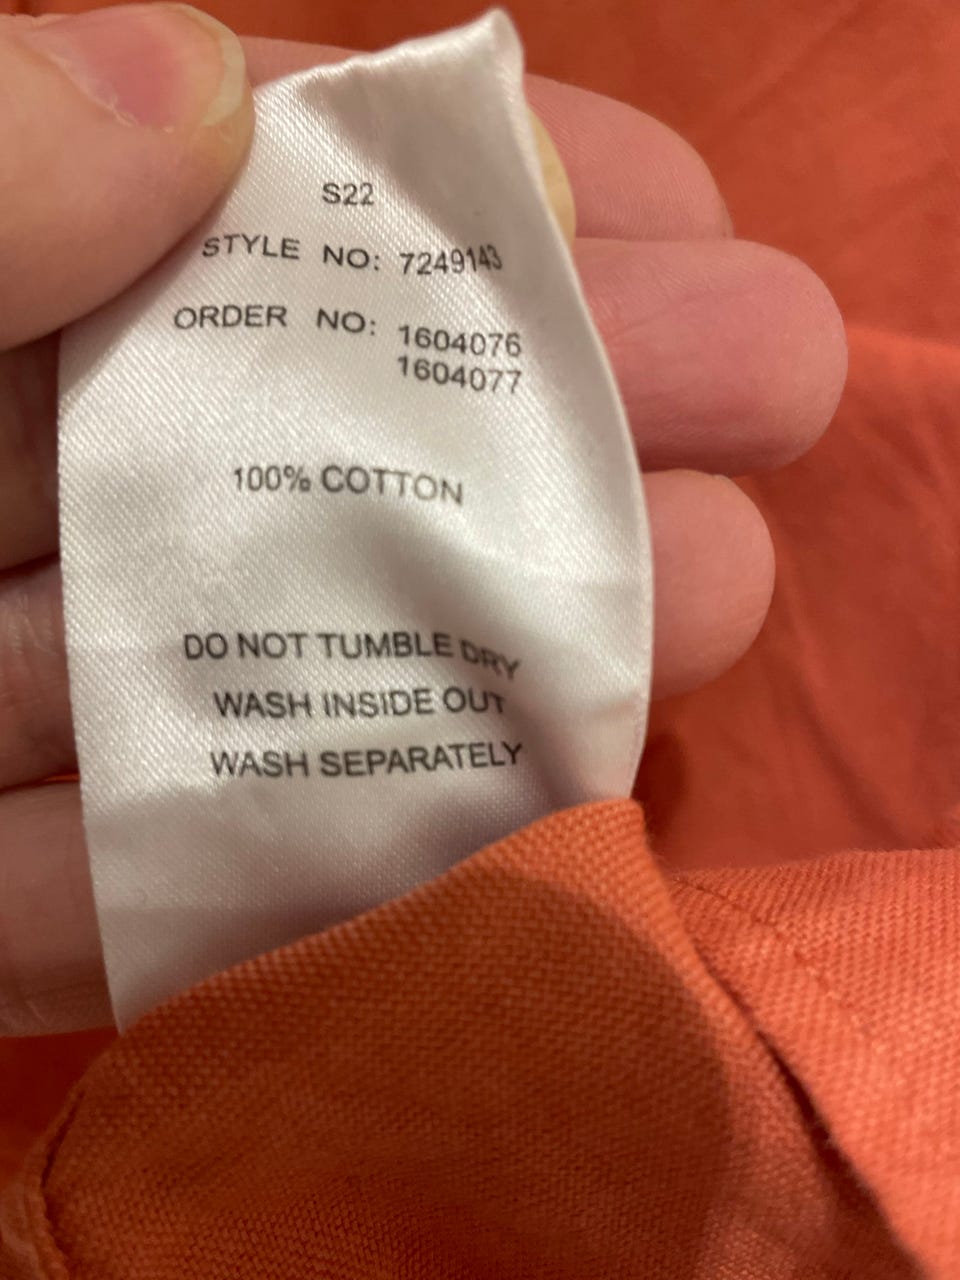 S22
STYLE NO: 7249143
ORDER NO: 1604076
1604077
100% COTTON
DO NOT TUMBLE DRY
WASH INSIDE OUT
WASH SEPARATELY